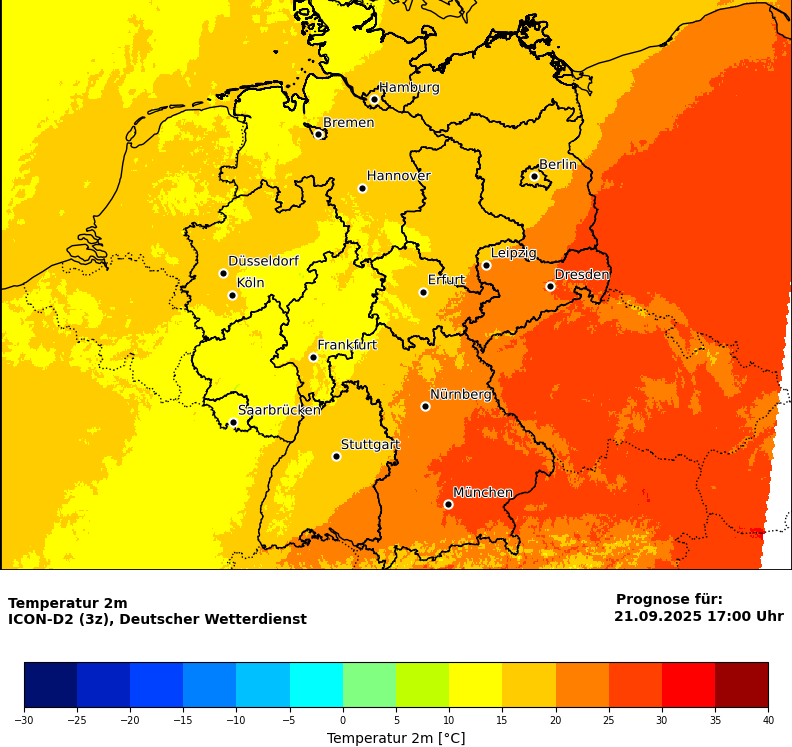 Hamburg
Bremen
Berlin
Hannover
Leipzig
Düsseldorf
Dresden
Köln
Erfurt
Frankfurt
Nürnberg
Saarbrücken
Stuttgart
München
Temperatur 2m
ICON-D2 (3z), Deutscher Wetterdienst
Prognose für:
21.09.2025 17:00 Uhr
−30 −25 −20 −15 −10 −5 0 5 10 15 20 25 30 35 40
Temperatur 2m [°C]